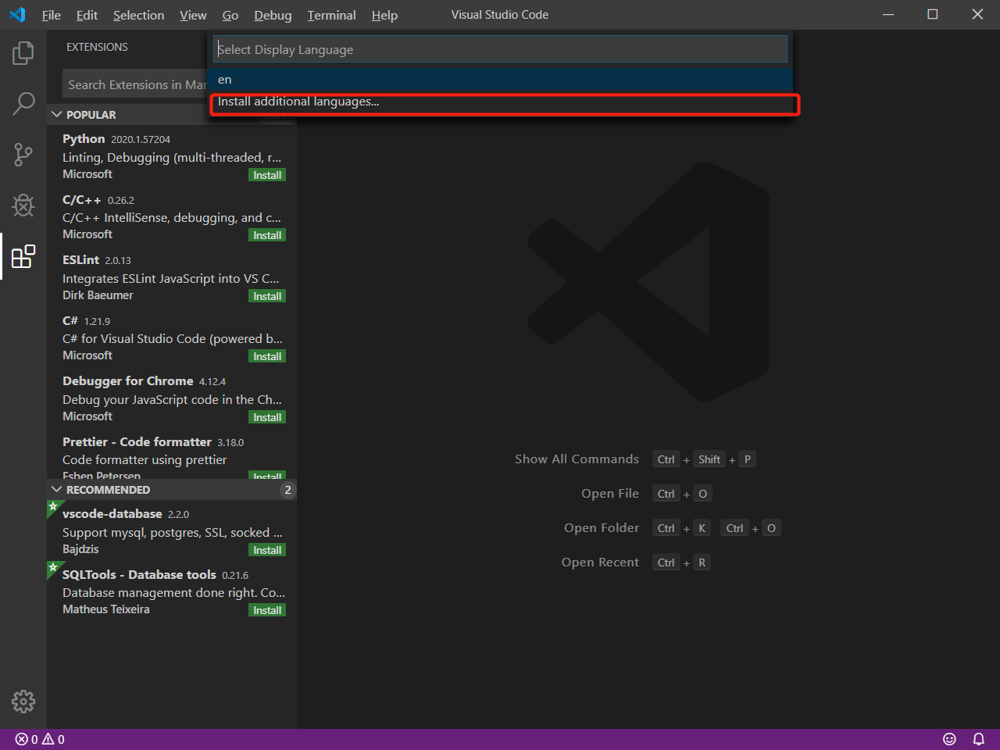 File Edit Selection View Go Debug Terminal Help Visual Studio Code
EXTENSIONS
Select Display Language
en
Install additional languages...
Search Extensions in Mar
POPULAR
Python 2020.1.57204
Linting, Debugging (multi-threaded, r...
Microsoft Install
C/C++ 0.26.2
C/C++ IntelliSense, debugging, and c...
Microsoft Install
ESLint 2.0.13
Integrates ESLint JavaScript into VS C...
Dirk Baeumer Install
C# 1.21.9
C# for Visual Studio Code (powered b...
Microsoft Install
Debugger for Chrome 4.12.4
Debug your JavaScript code in the Ch...
Microsoft Install
Prettier - Code formatter 3.18.0
Code formatter using prettier
Esben Petersen Install
RECOMMENDED 2
vscode-database 2.2.0
Support mysql, postgres, SSL, socked ...
Bajdzis Install
SQLTools - Database tools 0.21.6
Database management done right. Co...
Matheus Teixeira Install
Show All Commands Ctrl + Shift + P
Open File Ctrl + O
Open Folder Ctrl + K Ctrl + O
Open Recent Ctrl + R
0 0